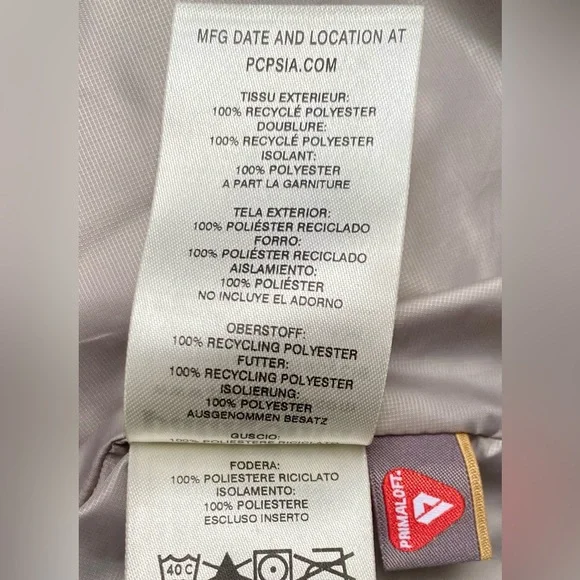 MFG DATE AND LOCATION AT
PCPSIA.COM
TISSU EXTERIEUR:
100% RECYCLÉ POLYESTER
DOUBLURE:
100% RECYCLÉ POLYESTER
ISOLANT:
100% POLYESTER
A PART LA GARNITURE
TELA EXTERIOR:
100% POLIÉSTER RECICLADO
FORRO:
100% POLIÉSTER RECICLADO
AISLAMIENTO:
100% POLIÉSTER
NO INCLUYE EL ADORNO
OBERSTOFF:
100% RECYCLING POLYESTER
FUTTER:
100% RECYCLING POLYESTER
ISOLIERUNG:
100% POLYESTER
AUSGENOMMEN BESATZ
GUSCIO:
100% POLIESTERE RICICLATO
FODERA:
100% POLIESTERE RICICLATO
ISOLAMENTO:
100% POLIESTERE
ESCLUSO INSERTO
40 C
PRIMALOFT